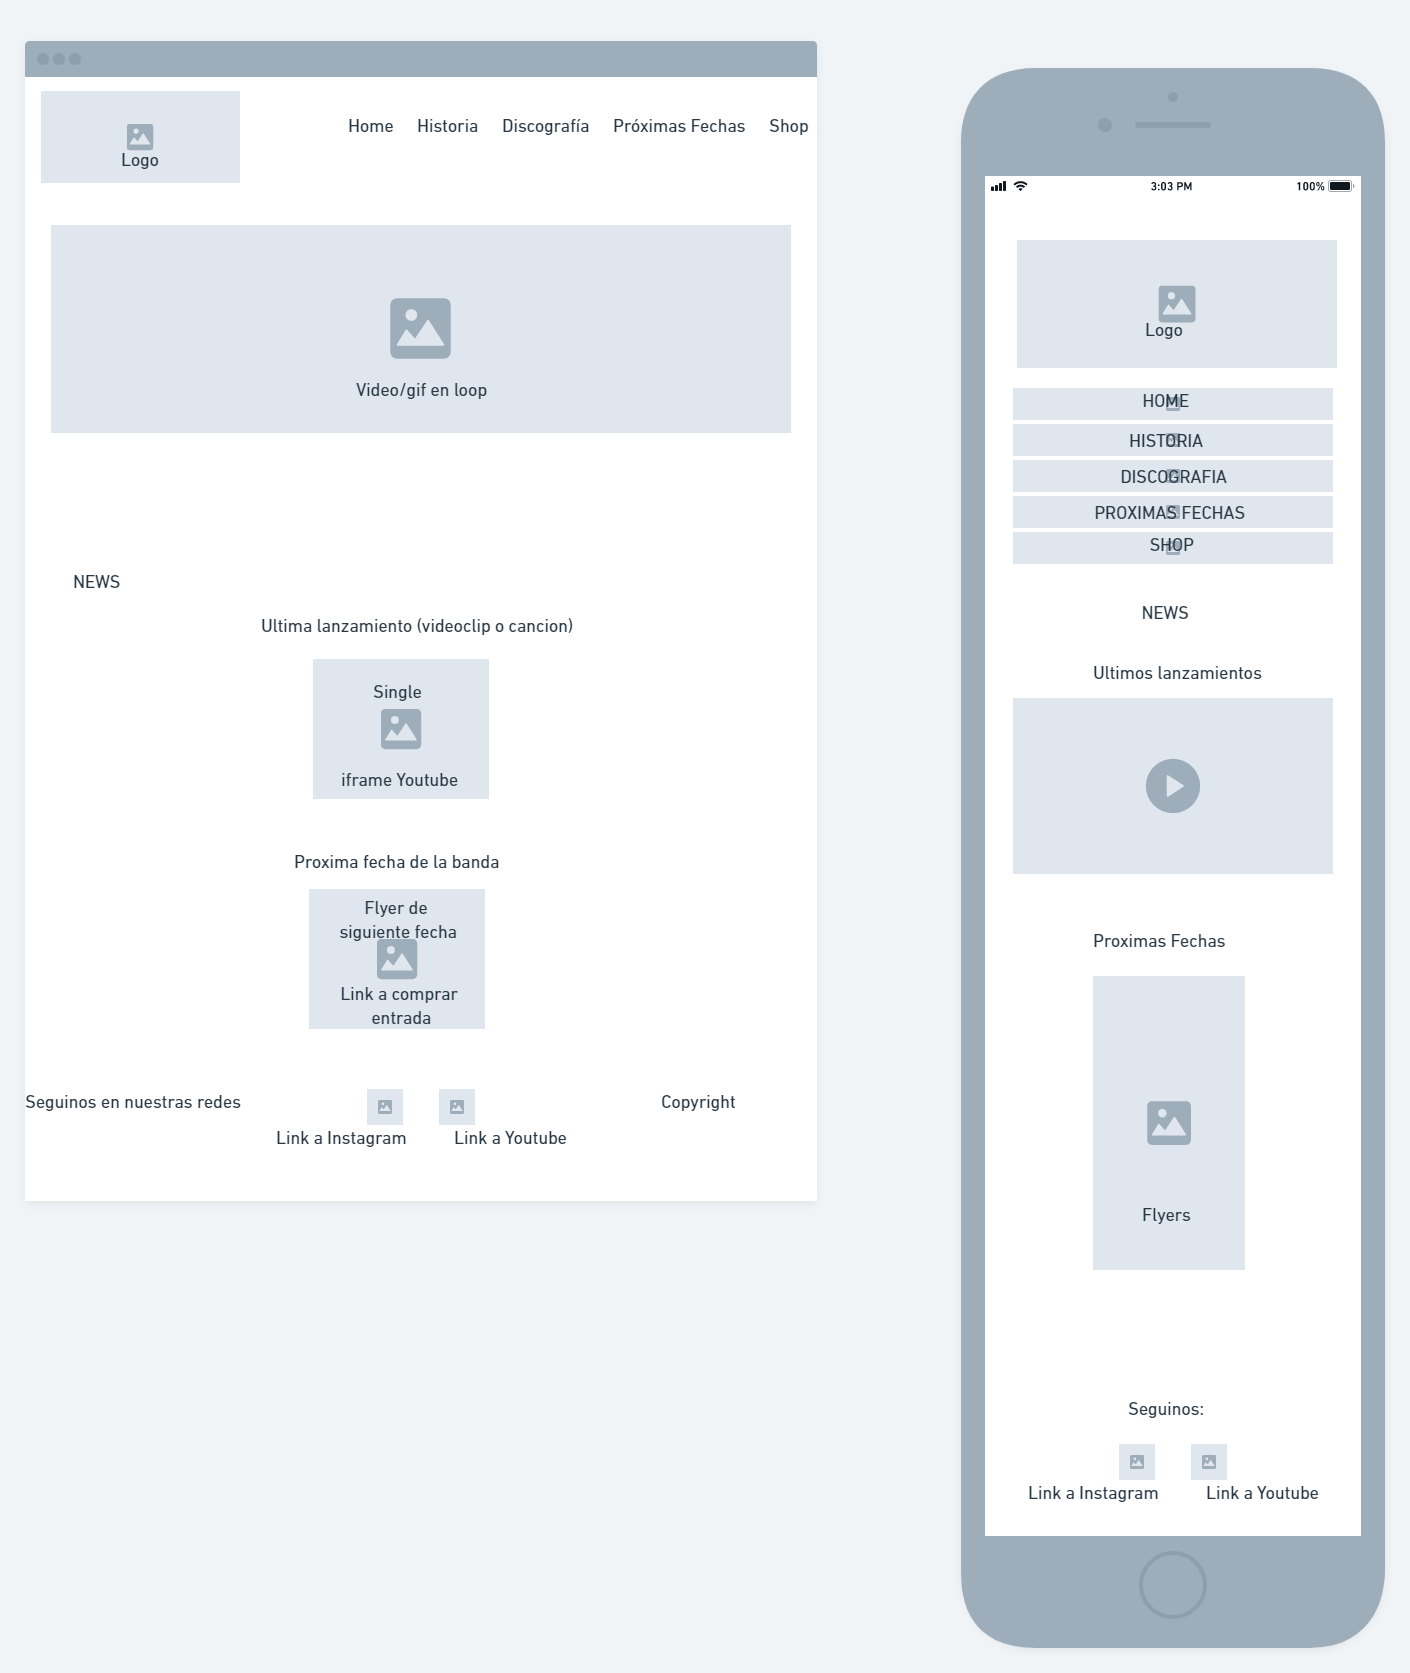 Logo
Home Historia Discografía Próximas Fechas Shop
Video/gif en loop
NEWS
Ultima lanzamiento (videoclip o cancion)
Single
iframe Youtube
Proxima fecha de la banda
Flyer de
siguiente fecha
Link a comprar
entrada
Seguinos en nuestras redes
Link a Instagram
Link a Youtube
Copyright
3:03 PM
100%
Logo
HOME
HISTORIA
DISCOGRAFIA
PROXIMAS FECHAS
SHOP
NEWS
Ultimos lanzamientos
Proximas Fechas
Flyers
Seguinos:
Link a Instagram
Link a Youtube